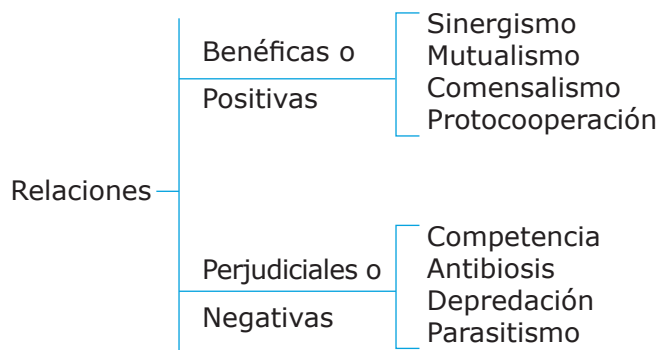 Relaciones
Benéficas o
Positivas
Sinergismo
Mutualismo
Comensalismo
Protocooperación
Perjudiciales o
Negativas
Competencia
Antibiosis
Depredación
Parasitismo